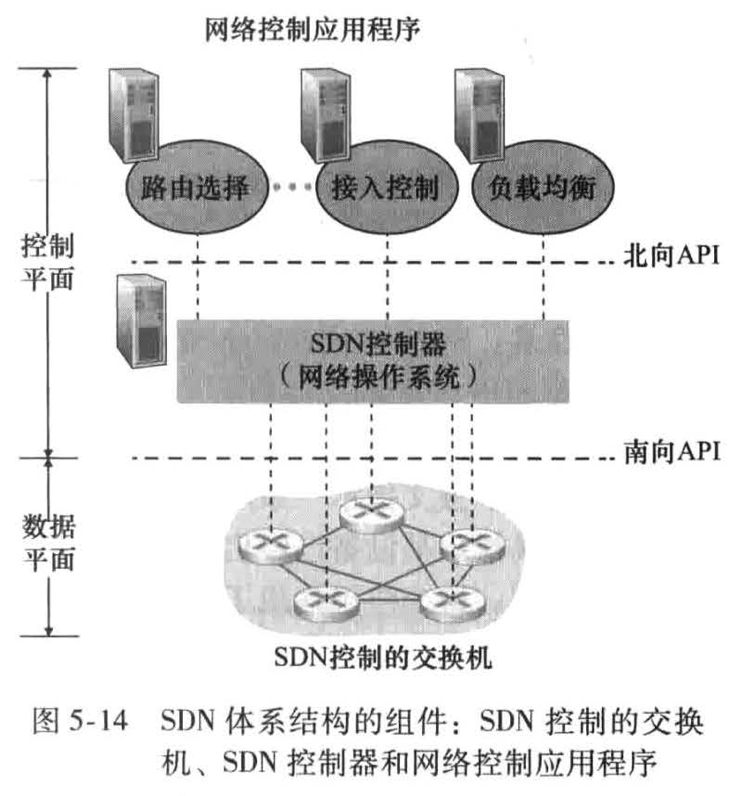 网络控制应用程序
路由选择
接入控制
负载均衡
控制
平面
北向API
SDN控制器
（网络操作系统）
南向API
数据
平面
SDN控制的交换机
图 5-14 SDN 体系结构的组件：SDN 控制的交换
机、SDN 控制器和网络控制应用程序